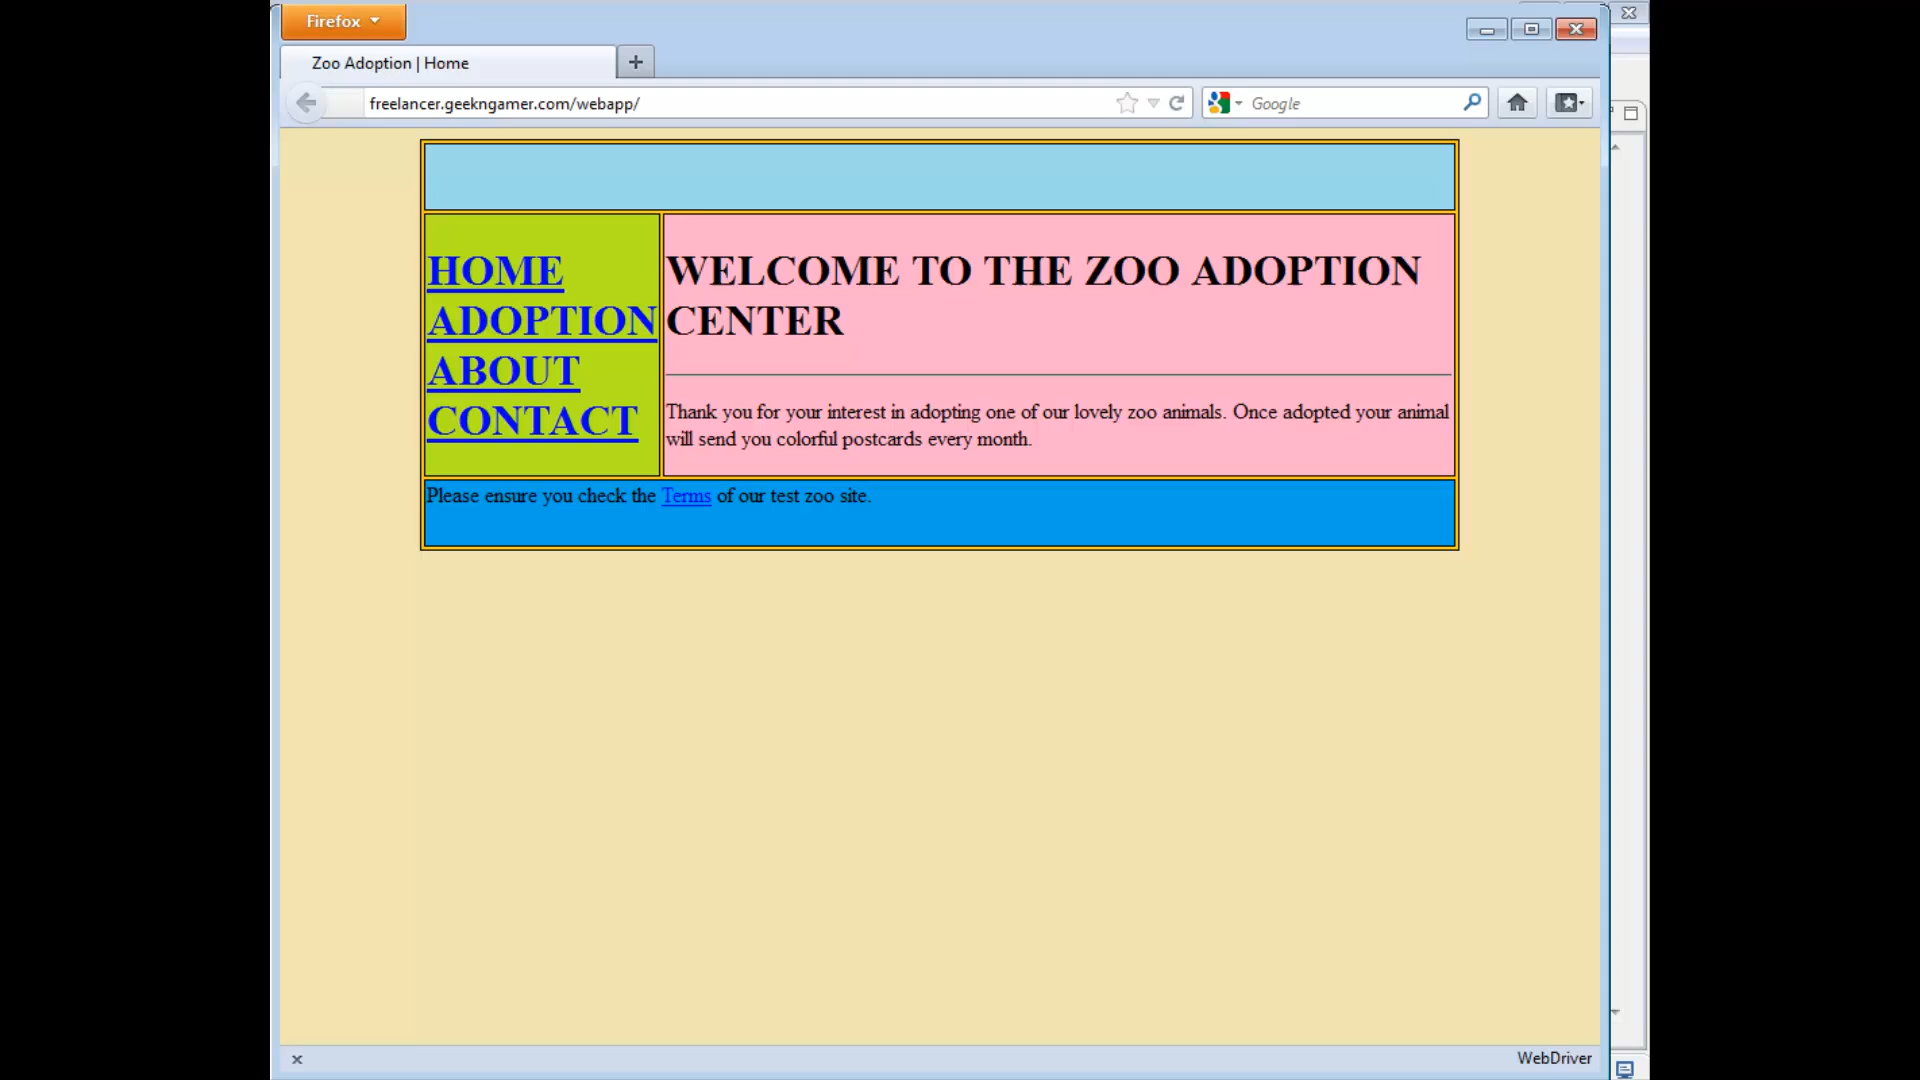 Firefox
Zoo Adoption | Home
freelancer.geekngamer.com/webapp/
Google
HOME
ADOPTION
ABOUT
CONTACT
WELCOME TO THE ZOO ADOPTION
CENTER
Thank you for your interest in adopting one of our lovely zoo animals. Once adopted your animal
will send you colorful postcards every month.
Please ensure you check the Terms of our test zoo site.
WebDriver